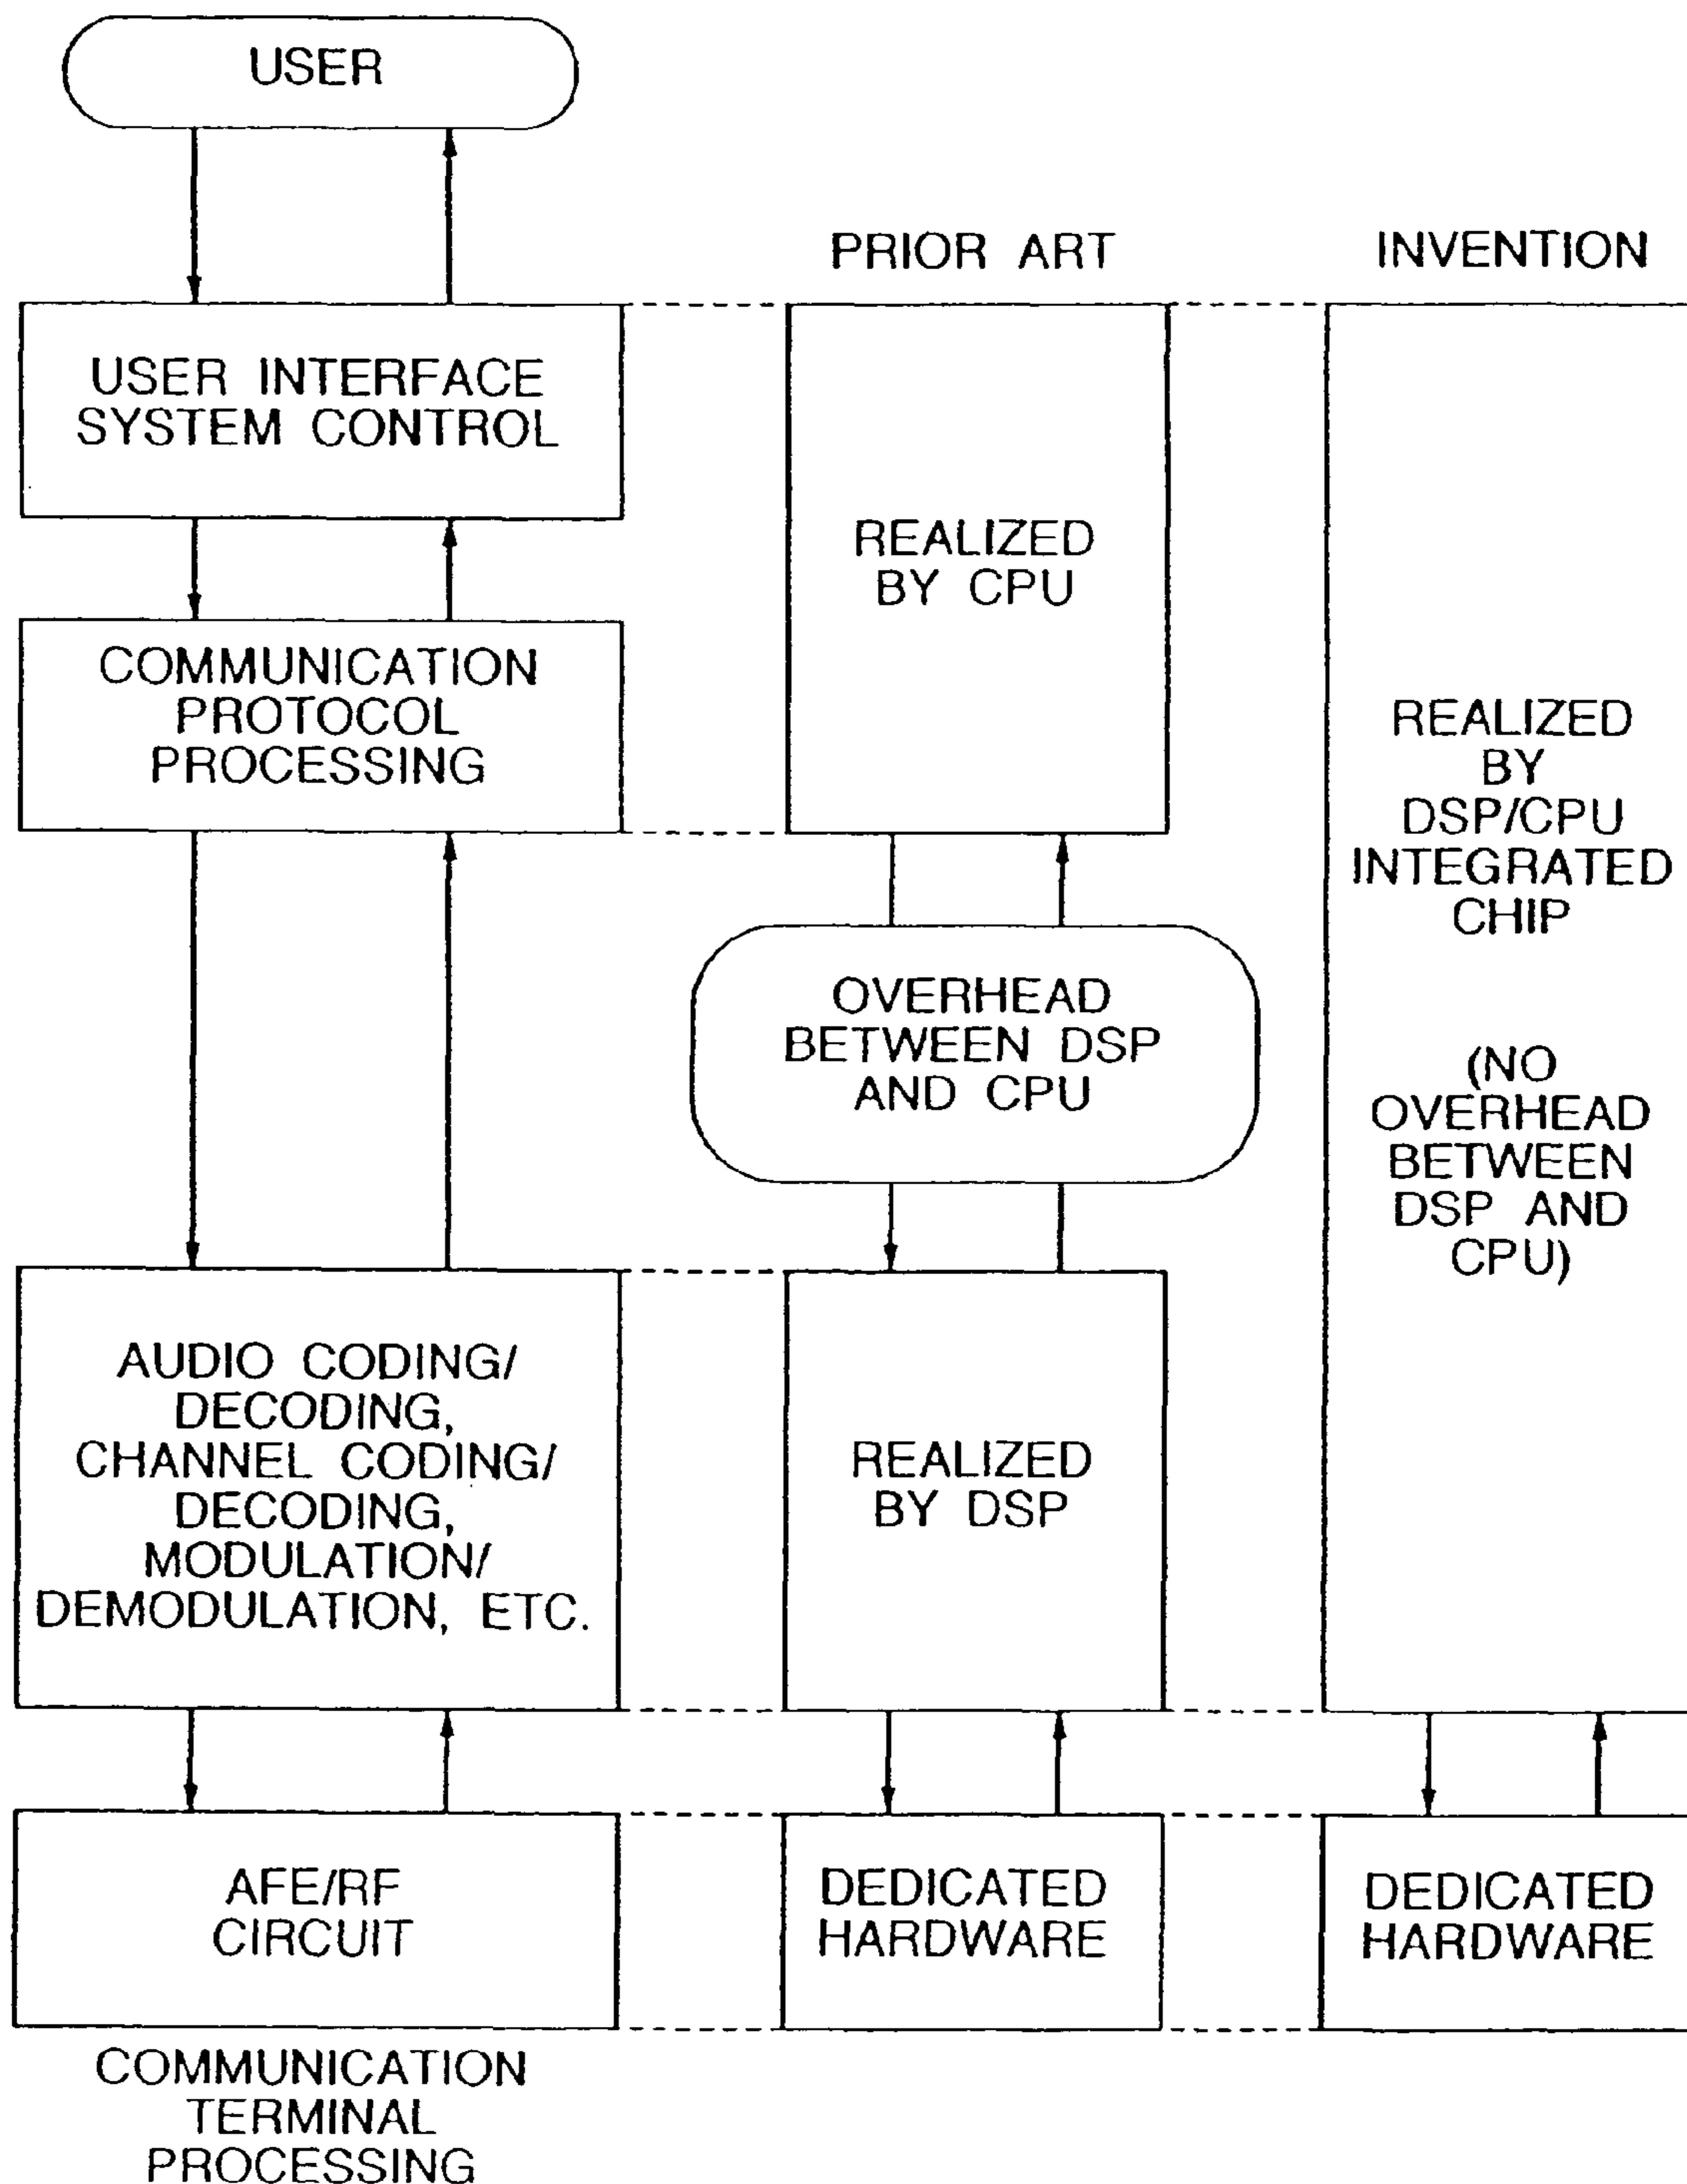 USER
PRIOR ART
INVENTION
USER INTERFACE
SYSTEM CONTROL
REALIZED
BY CPU
COMMUNICATION
PROTOCOL
PROCESSING
REALIZED
BY
DSP/CPU
INTEGRATED
CHIP
OVERHEAD
BETWEEN DSP
AND CPU
(NO
OVERHEAD
BETWEEN
DSP AND
CPU)
AUDIO CODING/
DECODING,
CHANNEL CODING/
DECODING,
MODULATION/
DEMODULATION, ETC.
REALIZED
BY DSP
AFE/RF
CIRCUIT
DEDICATED
HARDWARE
DEDICATED
HARDWARE
COMMUNICATION
TERMINAL
PROCESSING